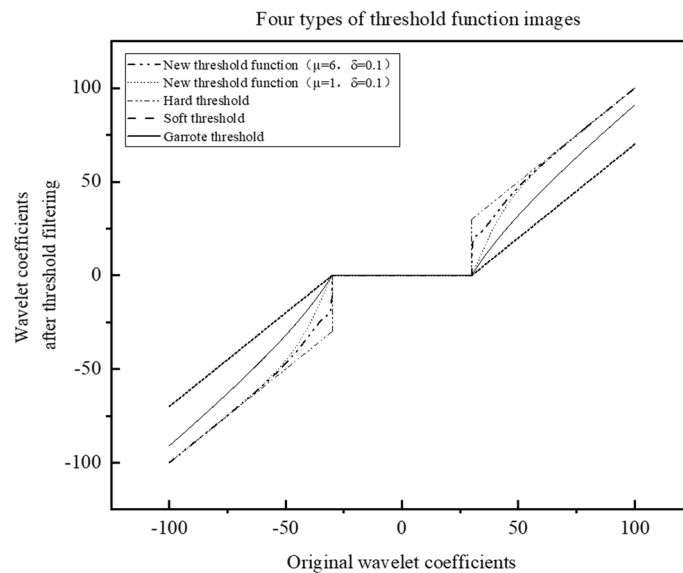 Four types of threshold function images
New threshold function（μ=6，δ=0.1）
New threshold function（μ=1，δ=0.1）
Hard threshold
Soft threshold
Garrote threshold
Wavelet coefficients
after threshold filtering
100
50
0
-50
-100
-100 -50 0 50 100
Original wavelet coefficients